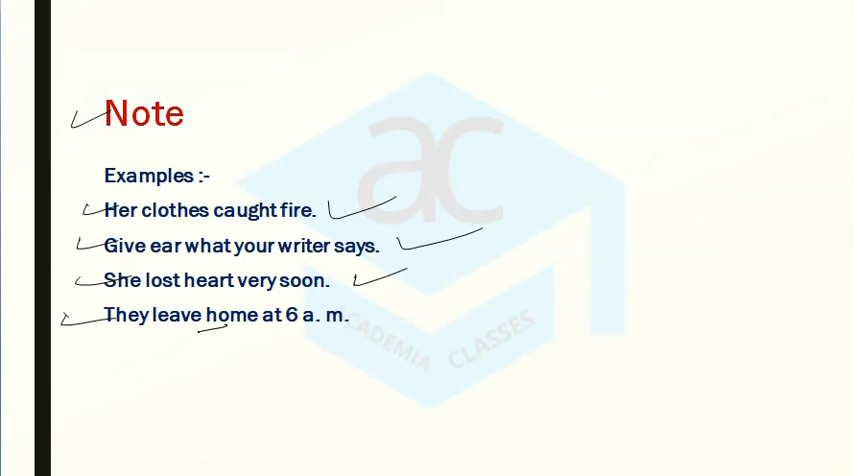 Note
Examples :-
Her clothes caught fire.
Give ear what your writer says.
She lost heart very soon.
They leave home at 6 a. m.
ac
ACADEMIA CLASSES